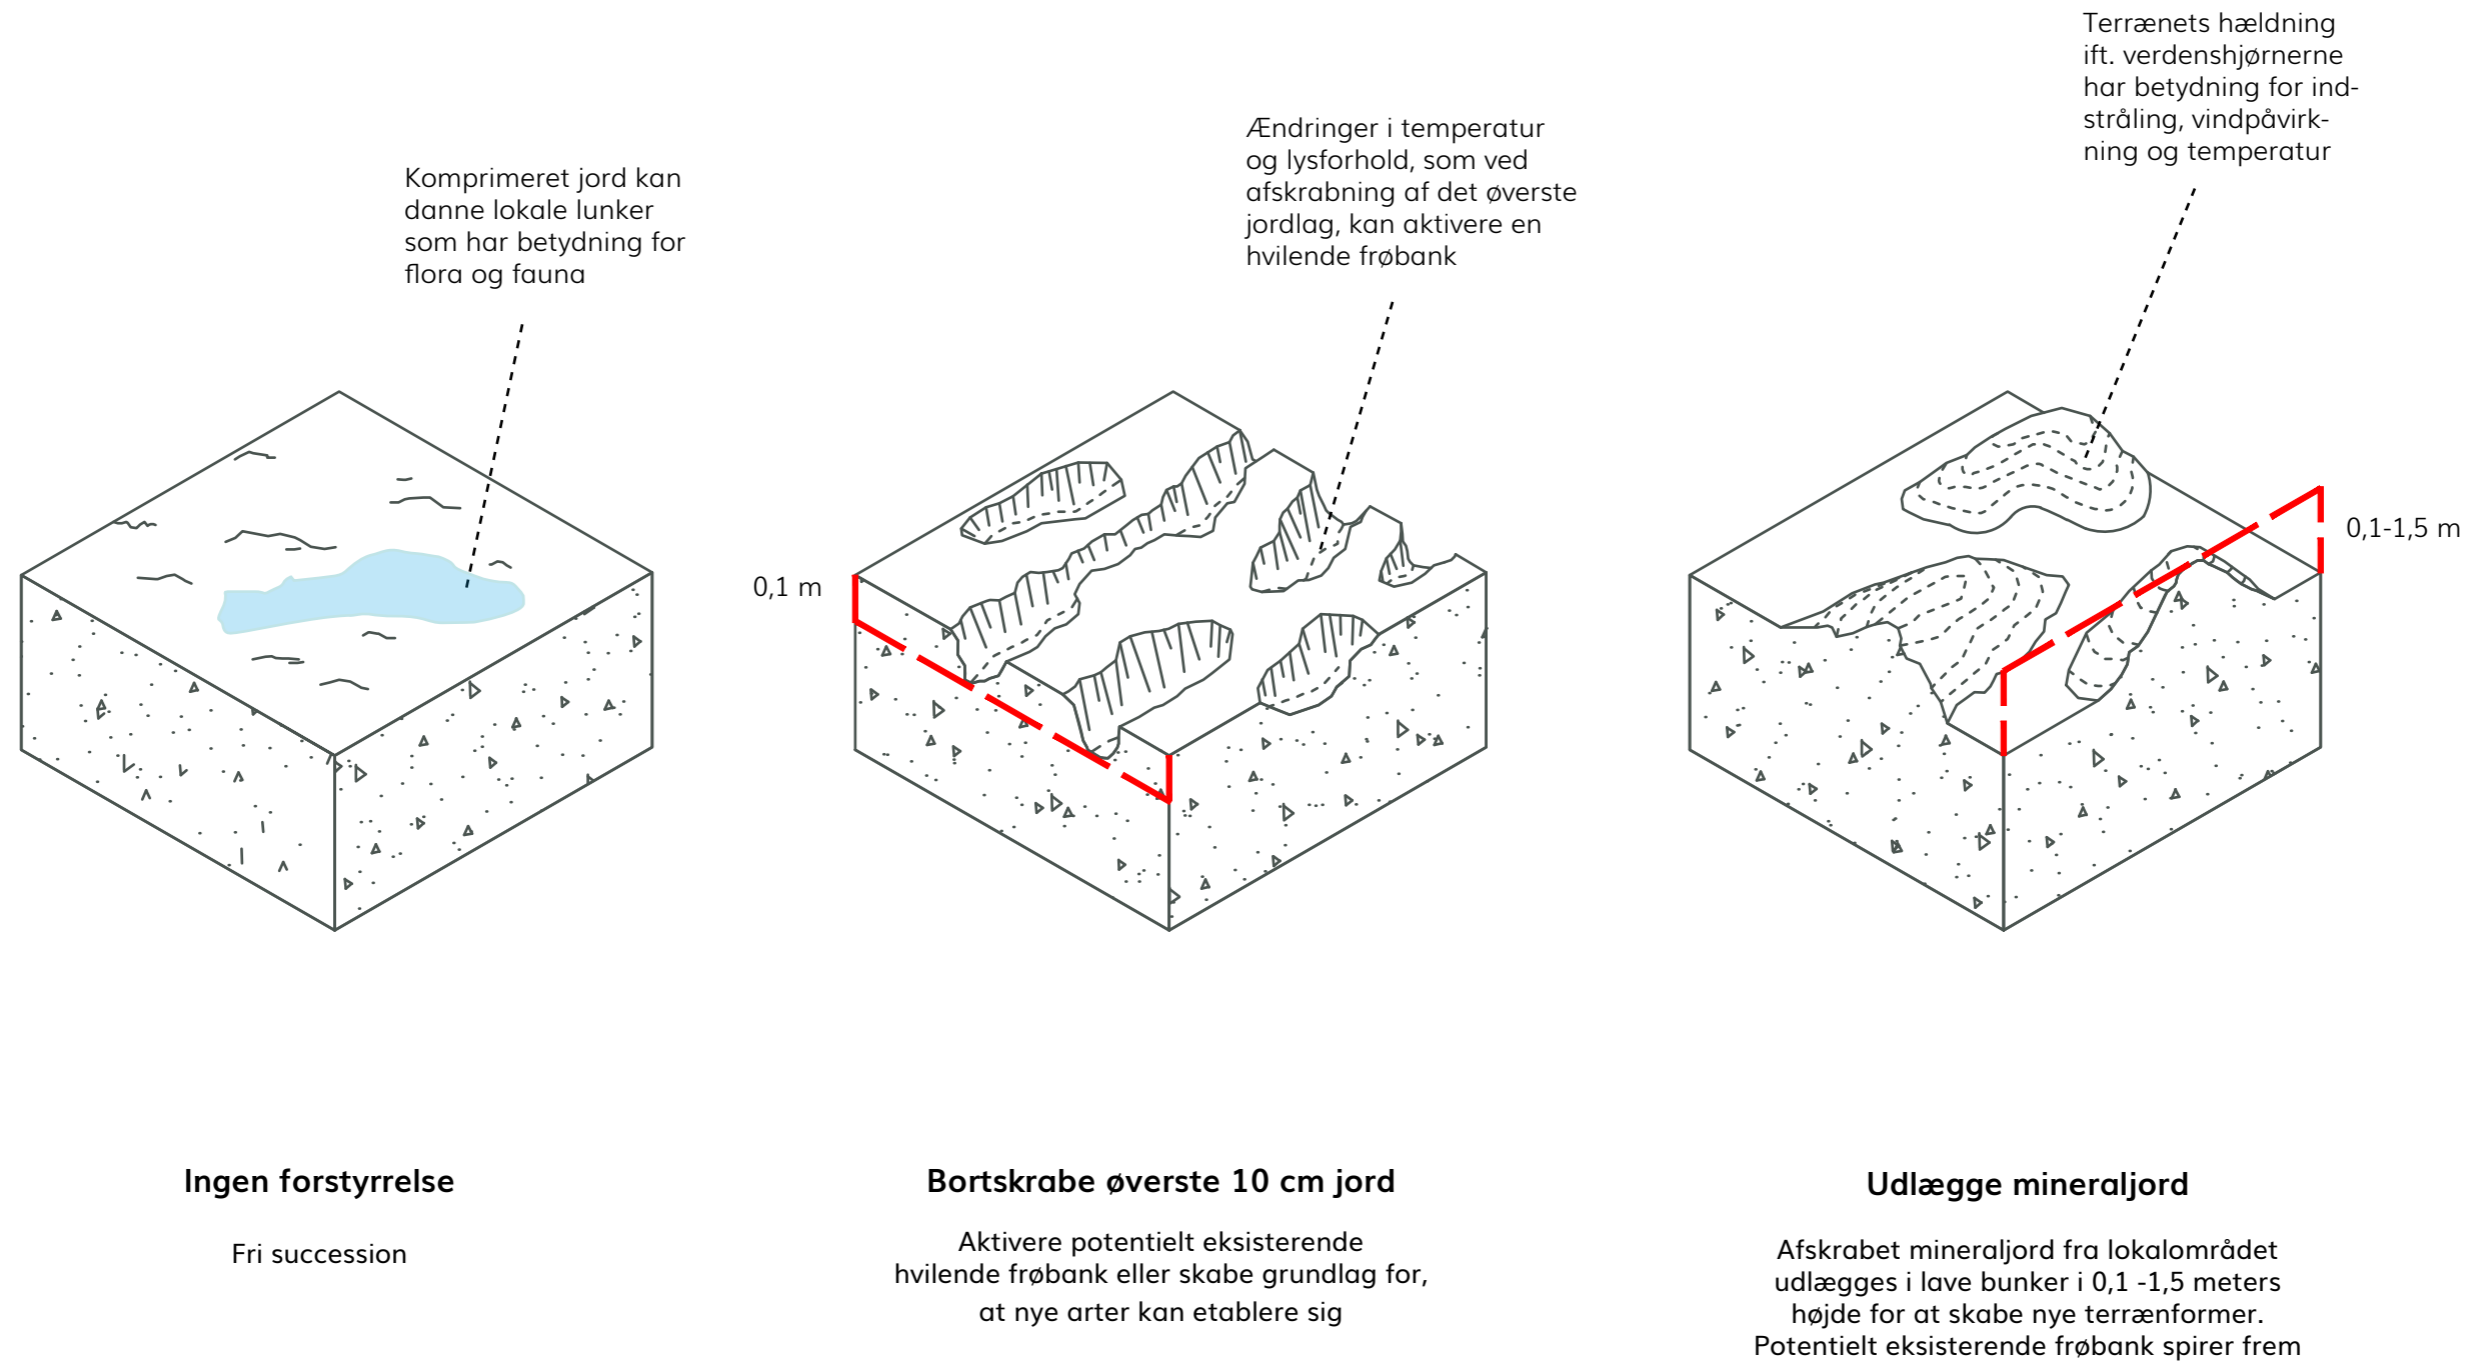 Komprimeret jord kan
danne lokale lunker
som har betydning for
flora og fauna
Ændringer i temperatur
og lysforhold, som ved
afskrabning af det øverste
jordlag, kan aktivere en
hvilende frøbank
Terrænets hældning
ift. verdenshjørnerne
har betydning for ind-
stråling, vindpåvirk-
ning og temperatur
0,1 m
0,1-1,5 m
Ingen forstyrrelse
Fri succession
Bortskrabe øverste 10 cm jord
Aktivere potentielt eksisterende
hvilende frøbank eller skabe grundlag for,
at nye arter kan etablere sig
Udlægge mineraljord
Afskrabet mineraljord fra lokalområdet
udlægges i lave bunker i 0,1 -1,5 meters
højde for at skabe nye terrænformer.
Potentielt eksisterende frøbank spirer frem